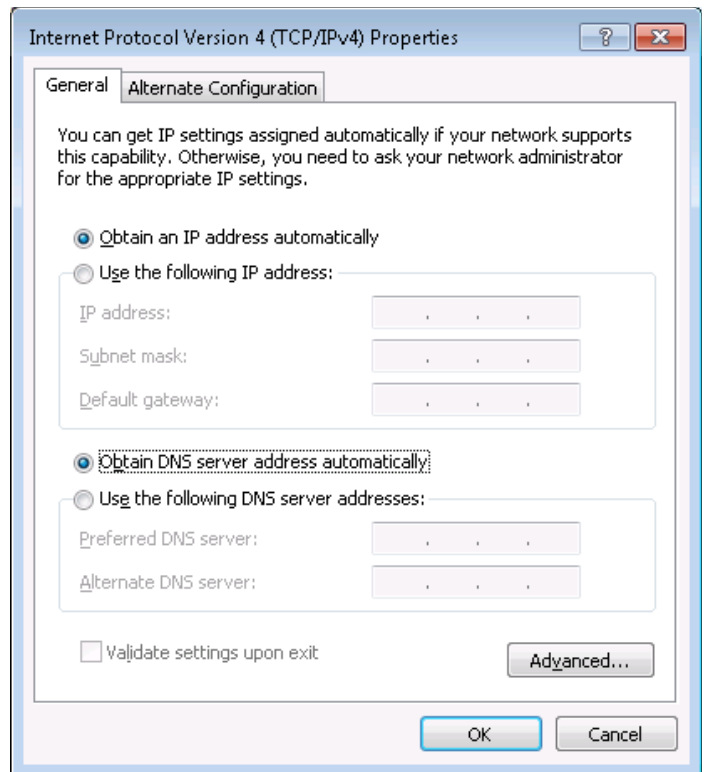 Internet Protocol Version 4 (TCP/IPv4) Properties
General
Alternate Configuration
You can get IP settings assigned automatically if your network supports
this capability. Otherwise, you need to ask your network administrator
for the appropriate IP settings.
Obtain an IP address automatically
Use the following IP address:
IP address:
Subnet mask:
Default gateway:
Obtain DNS server address automatically
Use the following DNS server addresses:
Preferred DNS server:
Alternate DNS server:
Validate settings upon exit
Advanced...
OK
Cancel